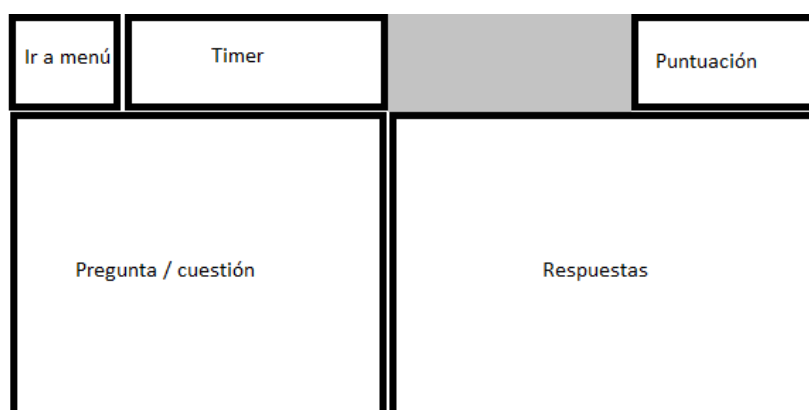 Ir a menú
Timer
Puntuación
Pregunta / cuestión
Respuestas